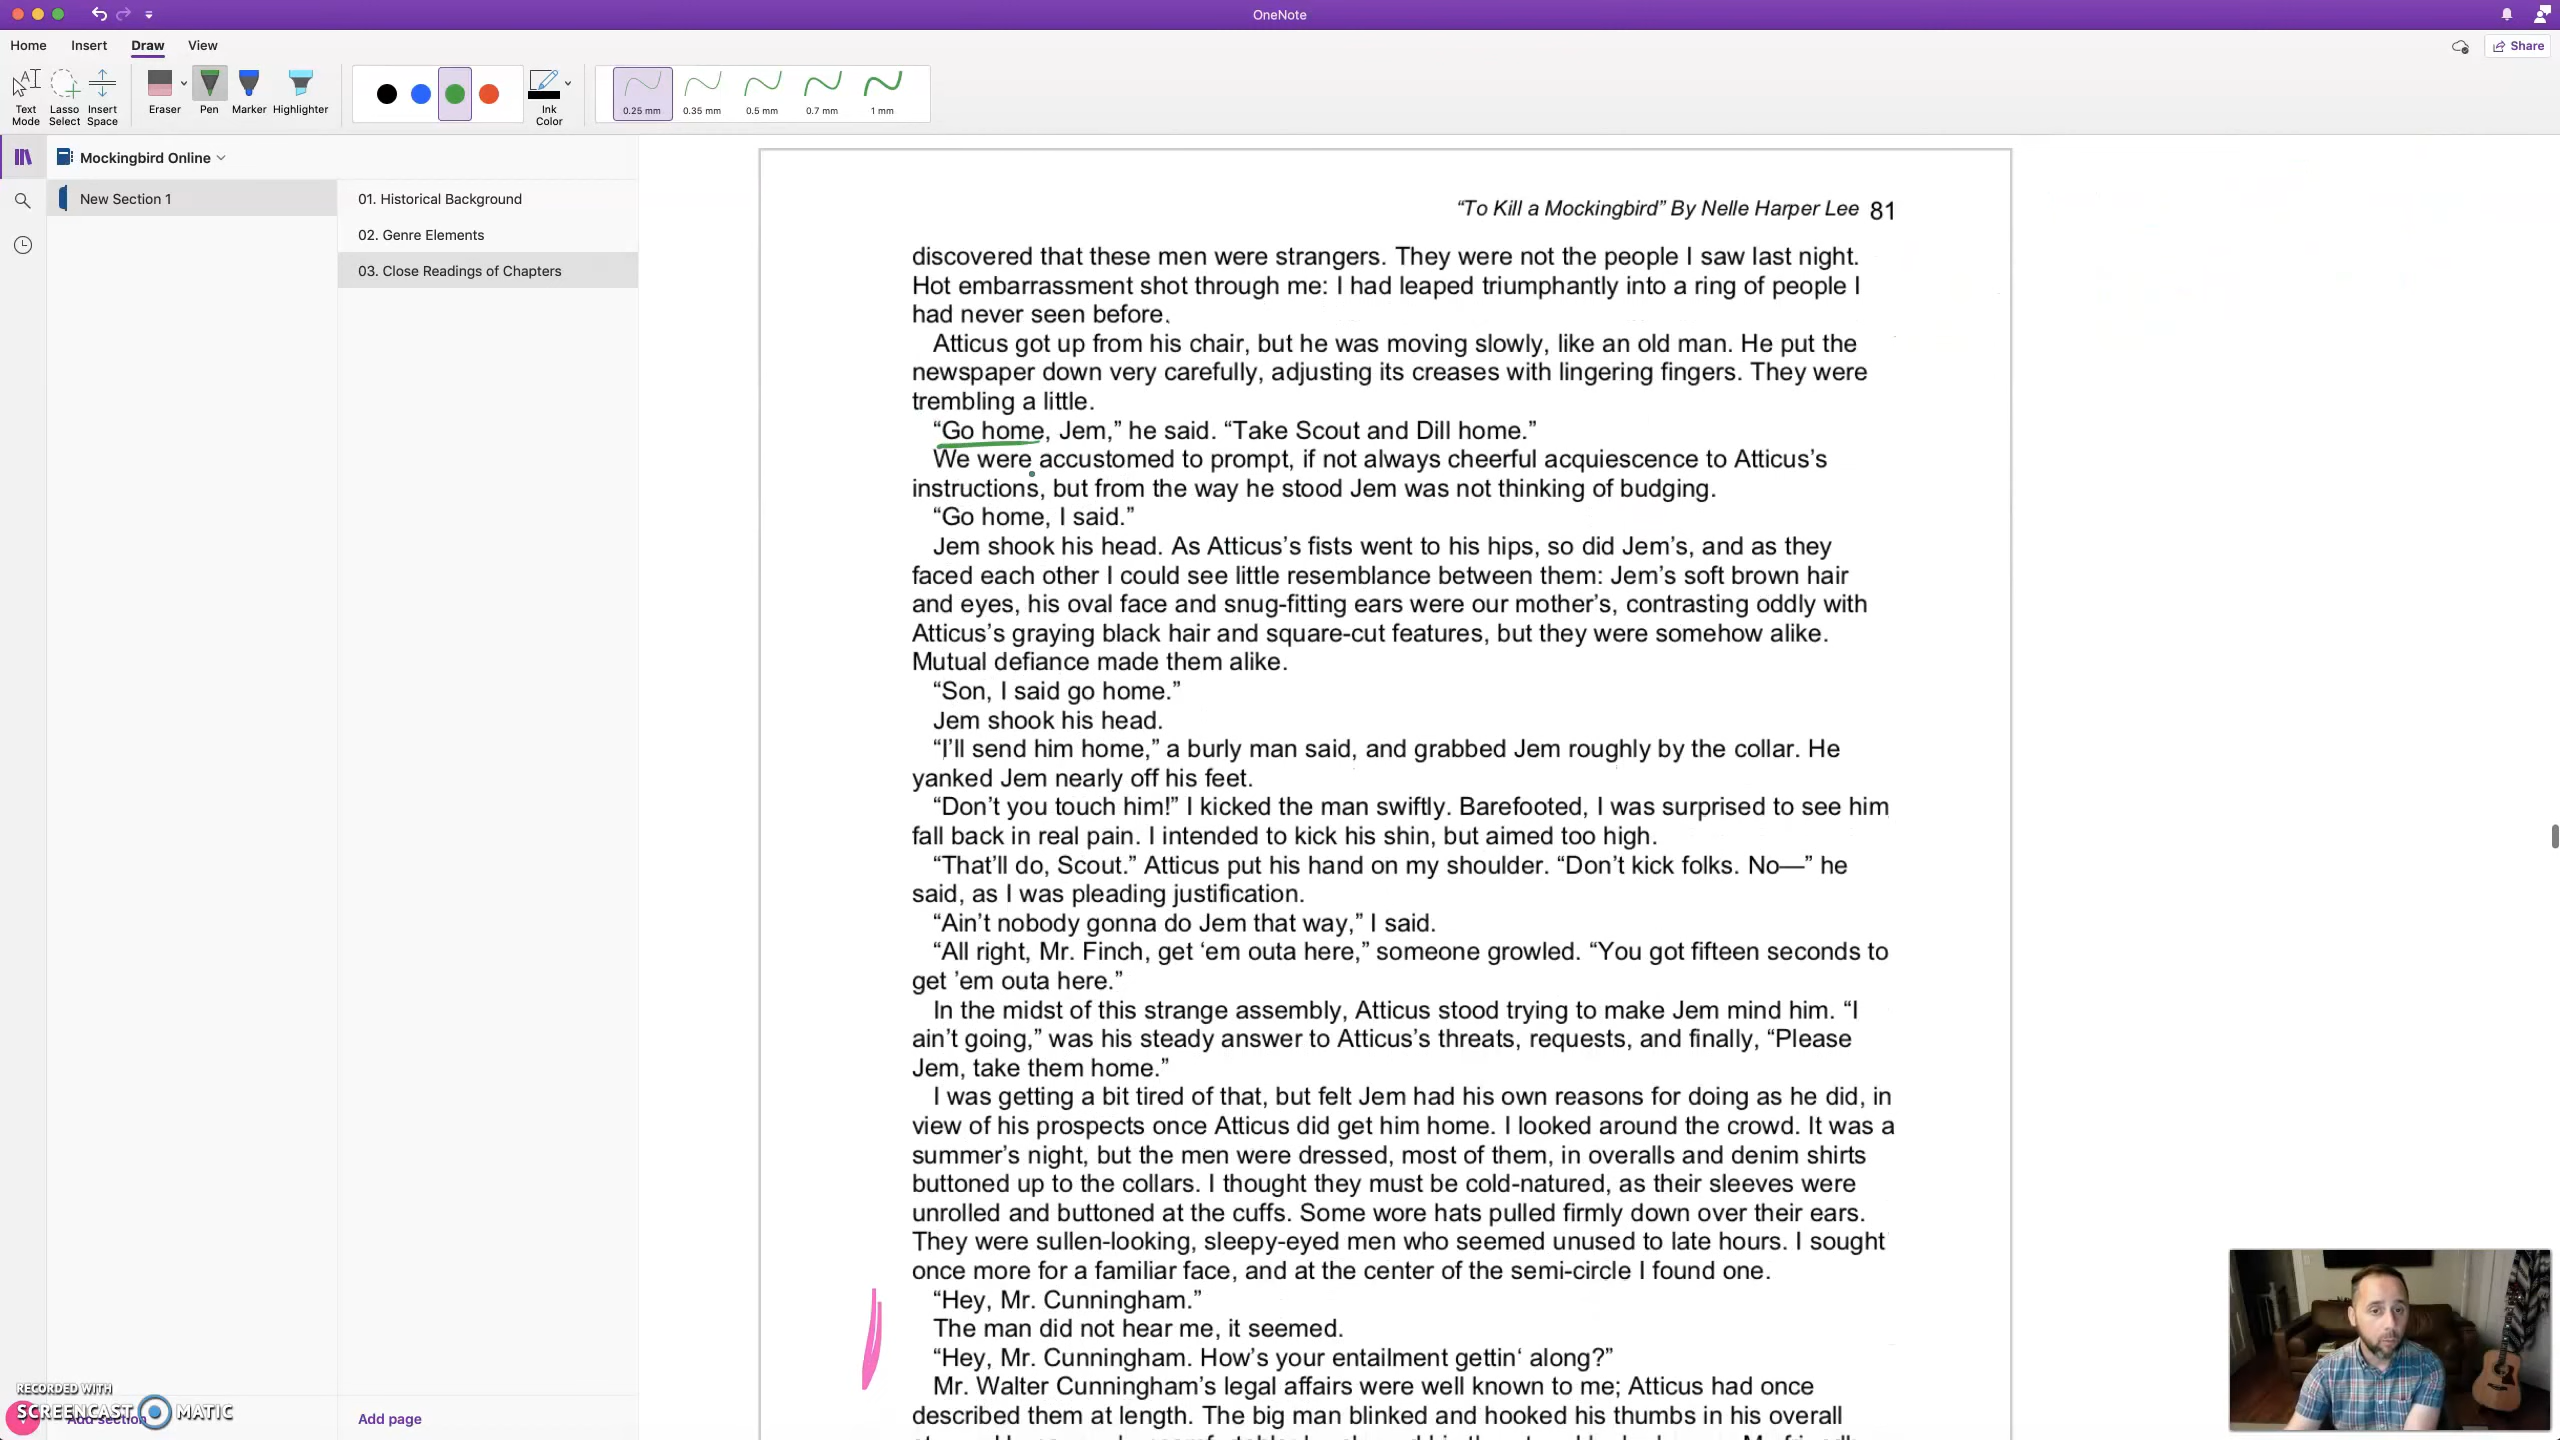 OneNote
Home Insert Draw View
Share
Text Mode
Lasso Select
Insert Space
Eraser
Pen
Marker
Highlighter
Ink Color
0.25 mm
0.35 mm
0.5 mm
0.7 mm
1 mm
Mockingbird Online
New Section 1
01. Historical Background
02. Genre Elements
03. Close Readings of Chapters
“To Kill a Mockingbird” By Nelle Harper Lee 81
discovered that these men were strangers. They were not the people I saw last night.
Hot embarrassment shot through me: I had leaped triumphantly into a ring of people I
had never seen before.
Atticus got up from his chair, but he was moving slowly, like an old man. He put the
newspaper down very carefully, adjusting its creases with lingering fingers. They were
trembling a little.
“Go home, Jem,” he said. “Take Scout and Dill home.”
We were accustomed to prompt, if not always cheerful acquiescence to Atticus’s
instructions, but from the way he stood Jem was not thinking of budging.
“Go home, I said.”
Jem shook his head. As Atticus’s fists went to his hips, so did Jem’s, and as they
faced each other I could see little resemblance between them: Jem’s soft brown hair
and eyes, his oval face and snug-fitting ears were our mother’s, contrasting oddly with
Atticus’s graying black hair and square-cut features, but they were somehow alike.
Mutual defiance made them alike.
“Son, I said go home.”
Jem shook his head.
“I’ll send him home,” a burly man said, and grabbed Jem roughly by the collar. He
yanked Jem nearly off his feet.
“Don’t you touch him!” I kicked the man swiftly. Barefooted, I was surprised to see him
fall back in real pain. I intended to kick his shin, but aimed too high.
“That’ll do, Scout.” Atticus put his hand on my shoulder. “Don’t kick folks. No—” he
said, as I was pleading justification.
“Ain’t nobody gonna do Jem that way,” I said.
“All right, Mr. Finch, get ‘em outa here,” someone growled. “You got fifteen seconds to
get ’em outa here.”
In the midst of this strange assembly, Atticus stood trying to make Jem mind him. “I
ain’t going,” was his steady answer to Atticus’s threats, requests, and finally, “Please
Jem, take them home.”
I was getting a bit tired of that, but felt Jem had his own reasons for doing as he did, in
view of his prospects once Atticus did get him home. I looked around the crowd. It was a
summer’s night, but the men were dressed, most of them, in overalls and denim shirts
buttoned up to the collars. I thought they must be cold-natured, as their sleeves were
unrolled and buttoned at the cuffs. Some wore hats pulled firmly down over their ears.
They were sullen-looking, sleepy-eyed men who seemed unused to late hours. I sought
once more for a familiar face, and at the center of the semi-circle I found one.
“Hey, Mr. Cunningham.”
The man did not hear me, it seemed.
“Hey, Mr. Cunningham. How’s your entailment gettin‘ along?”
Mr. Walter Cunningham’s legal affairs were well known to me; Atticus had once
described them at length. The big man blinked and hooked his thumbs in his overall
RECORDED WITH
SCREENCAST MATIC
Add section
Add page